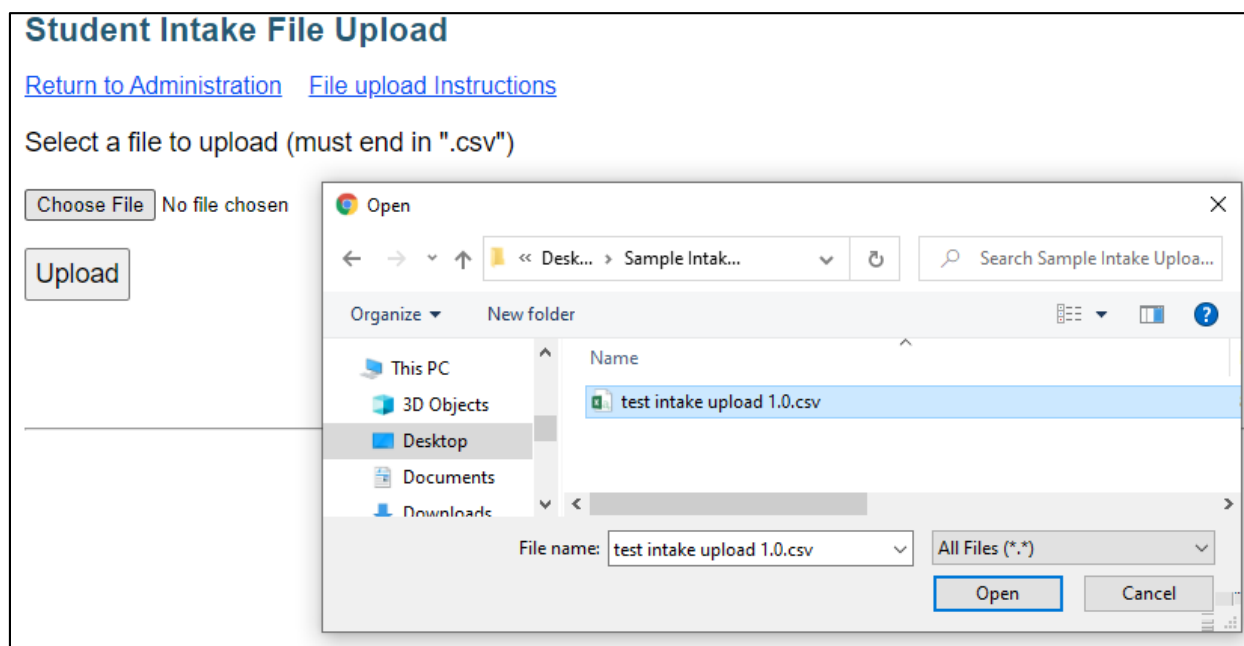 Student Intake File Upload
Return to Administration File upload Instructions
Select a file to upload (must end in ".csv")
Choose File No file chosen
Upload
Open
« Desk... › Sample Intak...
Search Sample Intake Uploa...
Organize New folder
This PC
3D Objects
Desktop
Documents
Downloads
Name
test intake upload 1.0.csv
File name: test intake upload 1.0.csv
All Files (*.*)
Open Cancel